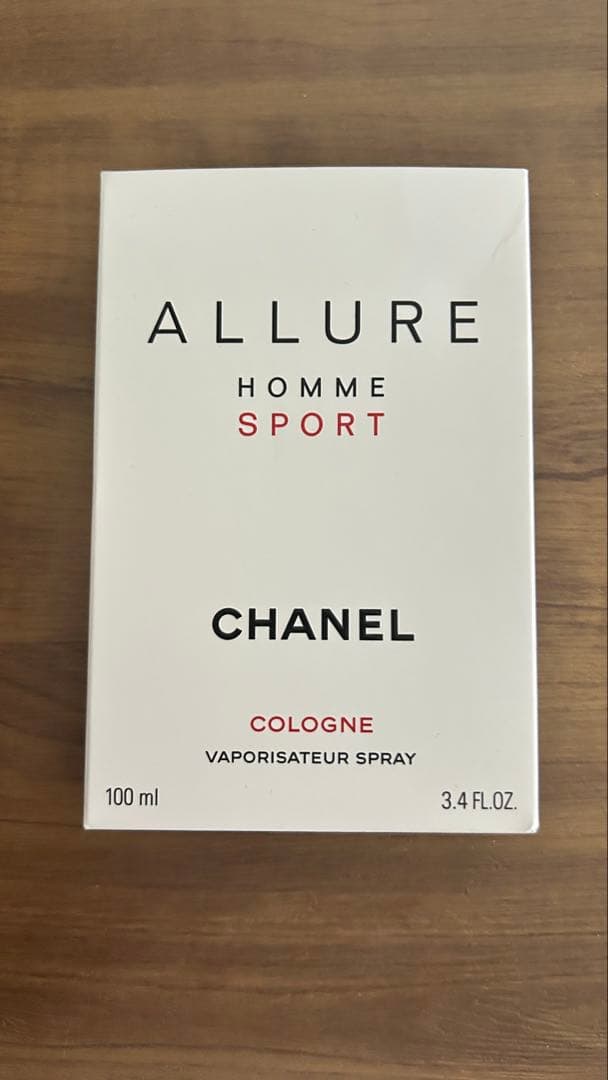 ALLURE
HOMME
SPORT
CHANEL
COLOGNE
VAPORISATEUR SPRAY
100 ml 3.4 FL.OZ.